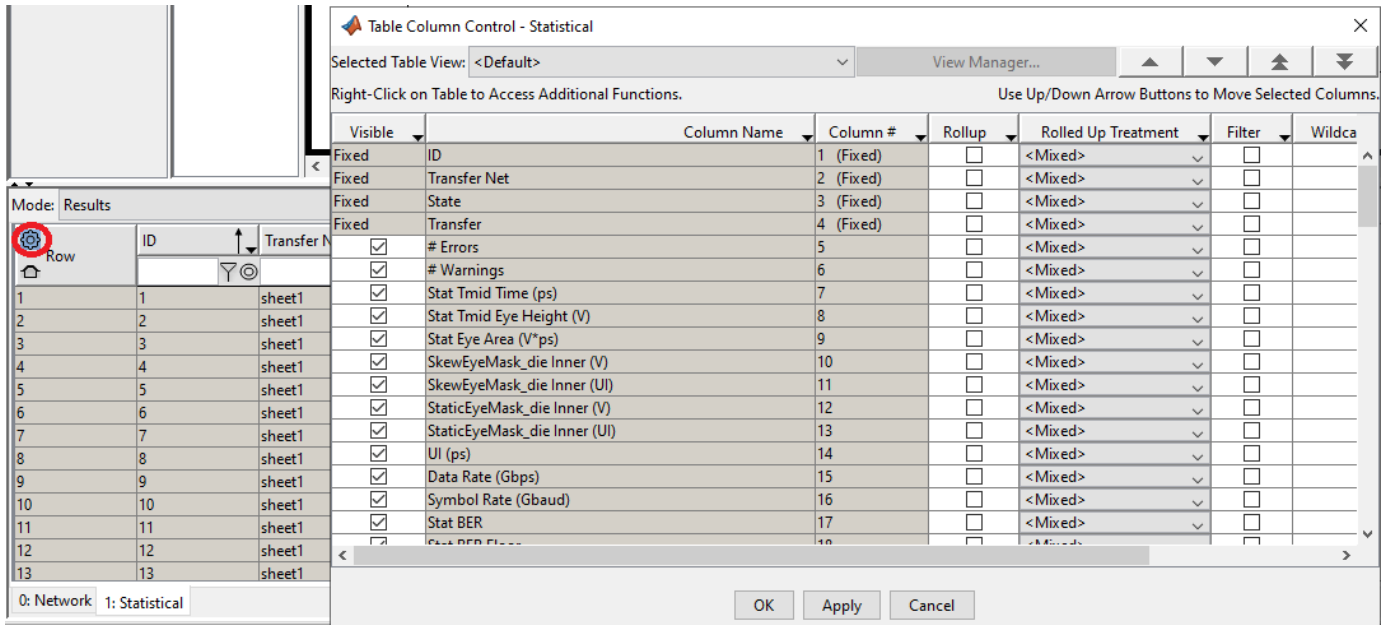 Table Column Control - Statistical
Selected Table View: <Default> View Manager...
Right-Click on Table to Access Additional Functions. Use Up/Down Arrow Buttons to Move Selected Columns.
Visible Column Name Column # Rollup Rolled Up Treatment Filter Wildca
Fixed ID 1 (Fixed) <Mixed>
Fixed Transfer Net 2 (Fixed) <Mixed>
Fixed State 3 (Fixed) <Mixed>
Fixed Transfer 4 (Fixed) <Mixed>
# Errors 5 <Mixed>
# Warnings 6 <Mixed>
Stat Tmid Time (ps) 7 <Mixed>
Stat Tmid Eye Height (V) 8 <Mixed>
Stat Eye Area (V*ps) 9 <Mixed>
SkewEyeMask_die Inner (V) 10 <Mixed>
SkewEyeMask_die Inner (UI) 11 <Mixed>
StaticEyeMask_die Inner (V) 12 <Mixed>
StaticEyeMask_die Inner (UI) 13 <Mixed>
UI (ps) 14 <Mixed>
Data Rate (Gbps) 15 <Mixed>
Symbol Rate (Gbaud) 16 <Mixed>
Stat BER 17 <Mixed>
Stat BER Floor 18 <Mixed>
OK Apply Cancel
Mode: Results
Row ID Transfer N
1 1 sheet1
2 2 sheet1
3 3 sheet1
4 4 sheet1
5 5 sheet1
6 6 sheet1
7 7 sheet1
8 8 sheet1
9 9 sheet1
10 10 sheet1
11 11 sheet1
12 12 sheet1
13 13 sheet1
0: Network 1: Statistical